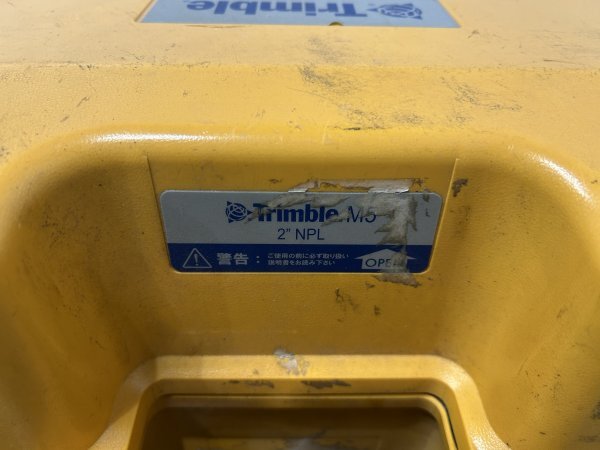 Trimble
Trimble. M5
2" NPL
警告：
ご使用の前に必ず取り扱い
説明書をお読み下さい
OPEN